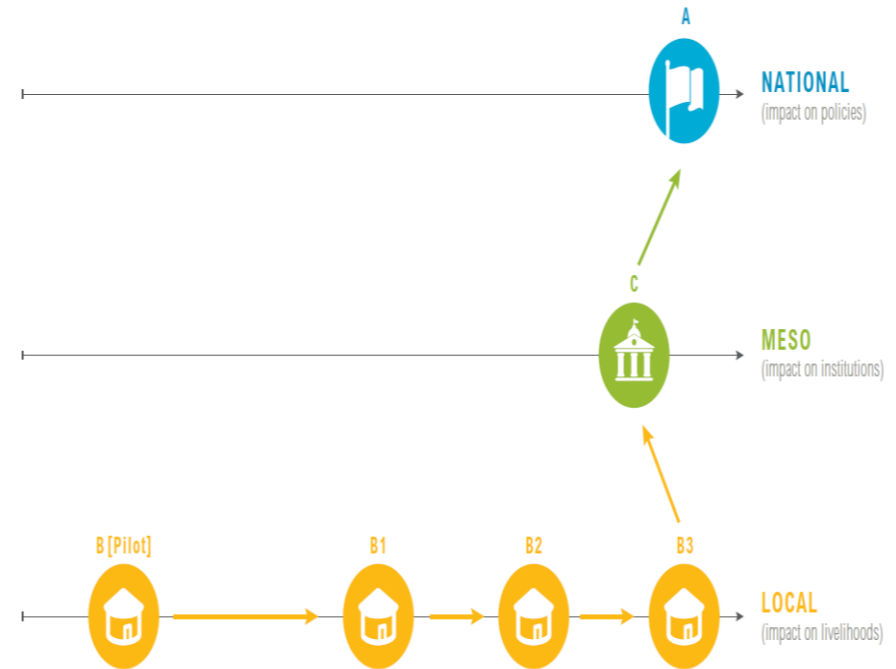 A
NATIONAL
(impact on policies)
C
MESO
(impact on institutions)
B [Pilot]
B1
B2
B3
LOCAL
(impact on livelihoods)